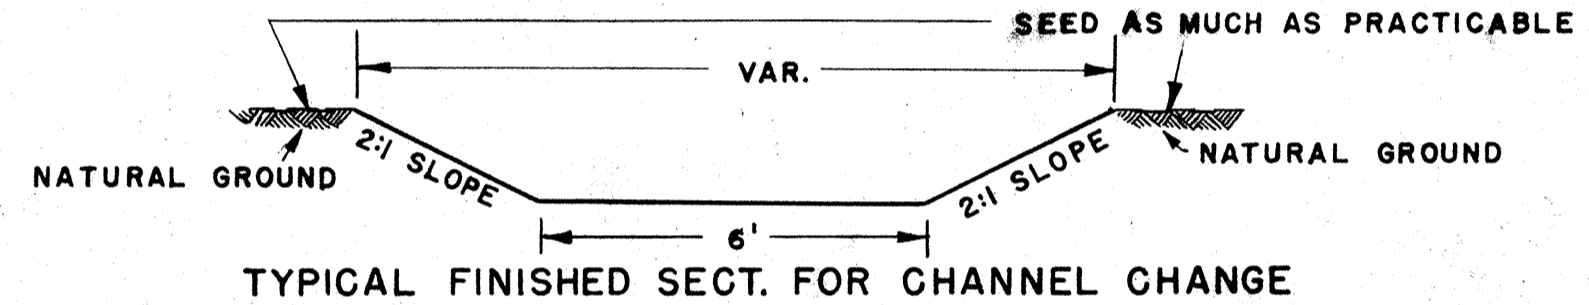 SEED AS MUCH AS PRACTICABLE
VAR.
2:1 SLOPE
2:1 SLOPE
NATURAL GROUND
NATURAL GROUND
6'
TYPICAL FINISHED SECT. FOR CHANNEL CHANGE